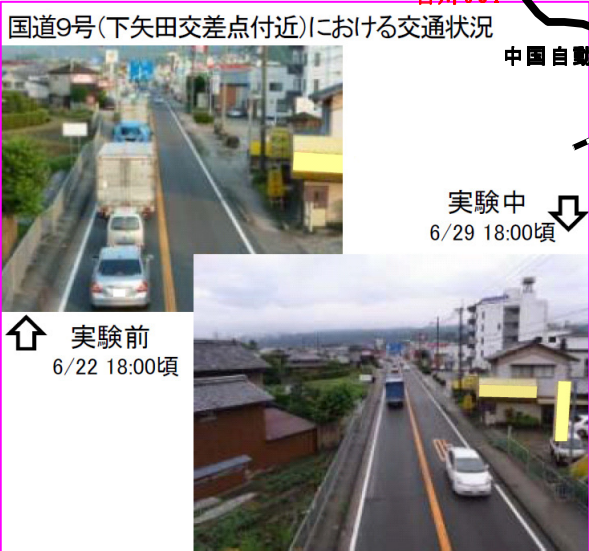 国道9号(下矢田交差点付近)における交通状況
中国自動
実験中
6/29 18:00頃
実験前
6/22 18:00頃